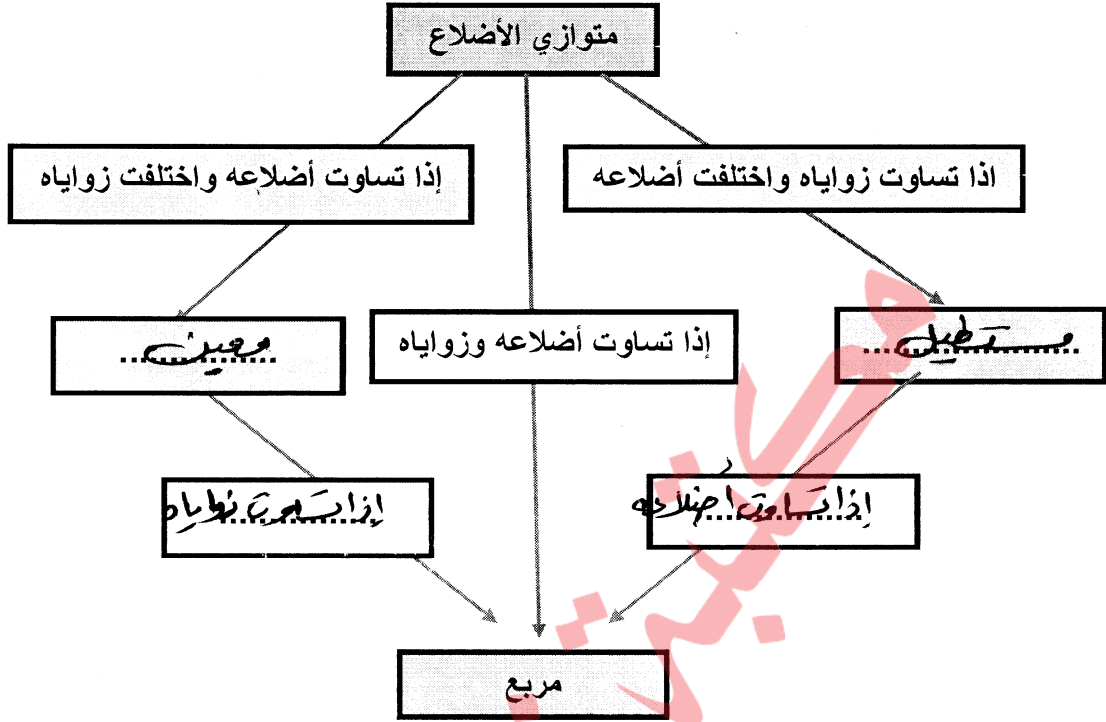 متوازي الأضلاع
اذا تساوت زواياه واختلفت أضلاعه
إذا تساوت أضلاعه واختلفت زواياه
مستطيل
إذا تساوت أضلاعه وزواياه
معين
إذا تساوت أضلاعه
إذا تساوت زواياه
مربع